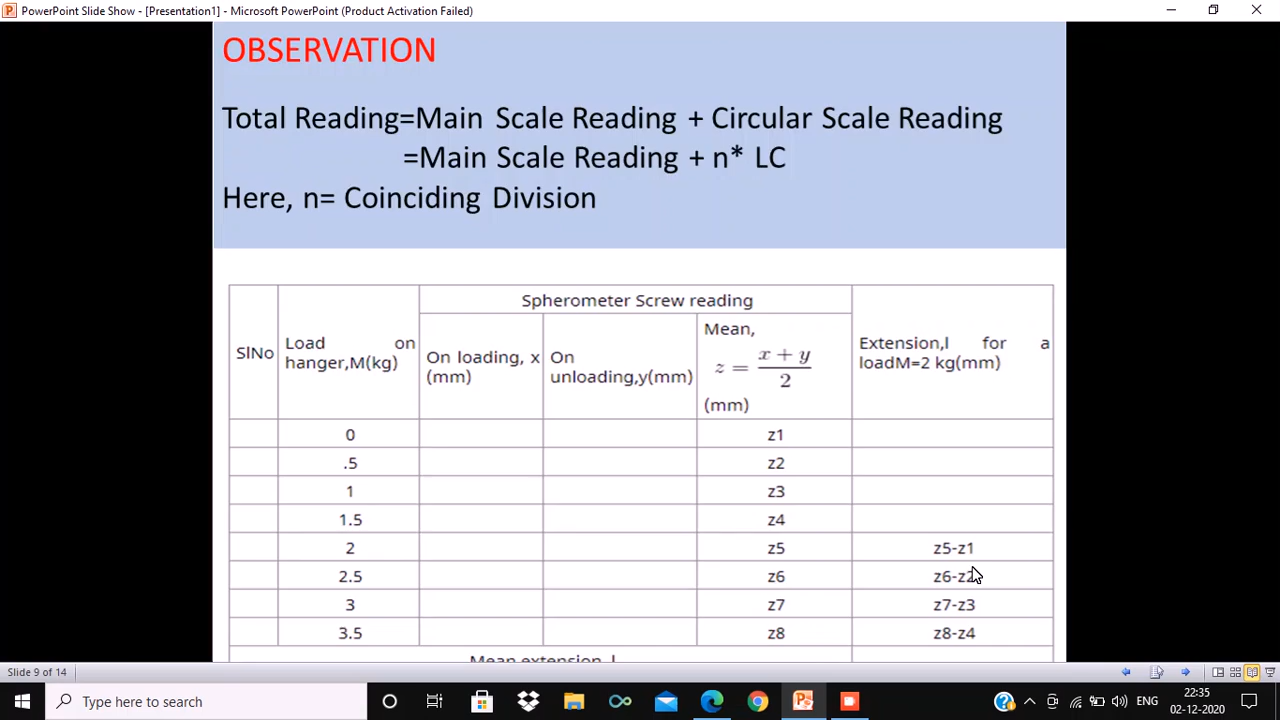 PowerPoint Slide Show - [Presentation1] - Microsoft PowerPoint (Product Activation Failed)
OBSERVATION
Total Reading=Main Scale Reading + Circular Scale Reading
=Main Scale Reading + n* LC
Here, n= Coinciding Division
Spherometer Screw reading
SlNo
Load on
hanger,M(kg)
On loading, x
(mm)
On
unloading,y(mm)
Mean,
z = x + y / 2
(mm)
Extension,l for a
loadM=2 kg(mm)
0 z1
.5 z2
1 z3
1.5 z4
2 z5 z5-z1
2.5 z6 z6-z2
3 z7 z7-z3
3.5 z8 z8-z4
Mean extension, l
Slide 9 of 14
Type here to search
ENG
22:35
02-12-2020